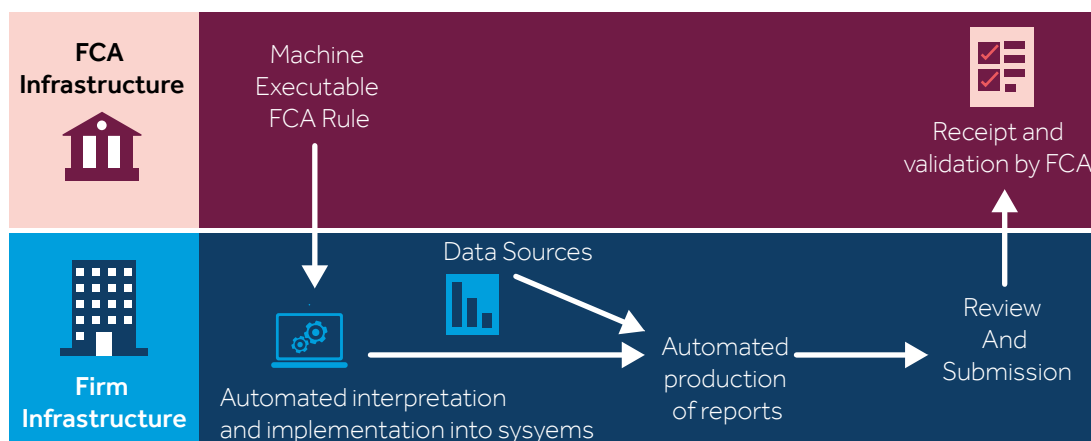 FCA
Infrastructure
Machine
Executable
FCA Rule
Receipt and
validation by FCA
Firm
Infrastructure
Data Sources
Automated interpretation
and implementation into sysyems
Automated
production
of reports
Review
And
Submission